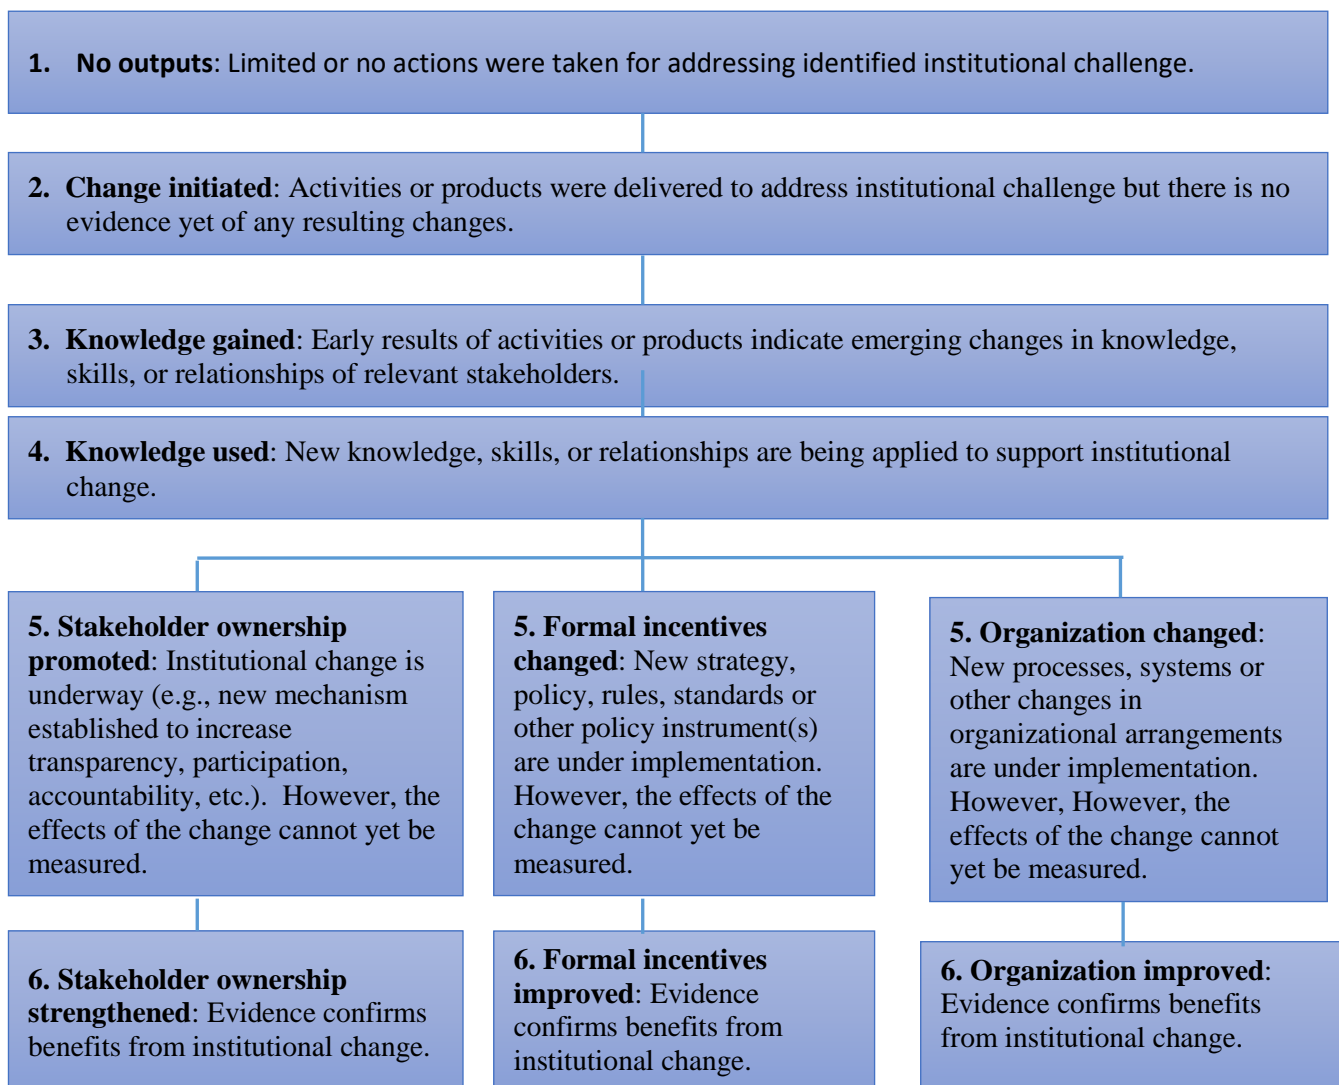 1. No outputs: Limited or no actions were taken for addressing identified institutional challenge.
2. Change initiated: Activities or products were delivered to address institutional challenge but there is no
evidence yet of any resulting changes.
3. Knowledge gained: Early results of activities or products indicate emerging changes in knowledge,
skills, or relationships of relevant stakeholders.
4. Knowledge used: New knowledge, skills, or relationships are being applied to support institutional
change.
5. Stakeholder ownership
promoted: Institutional change is
underway (e.g., new mechanism
established to increase
transparency, participation,
accountability, etc.). However, the
effects of the change cannot yet be
measured.
5. Formal incentives
changed: New strategy,
policy, rules, standards or
other policy instrument(s)
are under implementation.
However, the effects of the
change cannot yet be
measured.
5. Organization changed:
New processes, systems or
other changes in
organizational arrangements
are under implementation.
However, However, the
effects of the change cannot
yet be measured.
6. Stakeholder ownership
strengthened: Evidence confirms
benefits from institutional change.
6. Formal incentives
improved: Evidence
confirms benefits from
institutional change.
6. Organization improved:
Evidence confirms benefits
from institutional change.